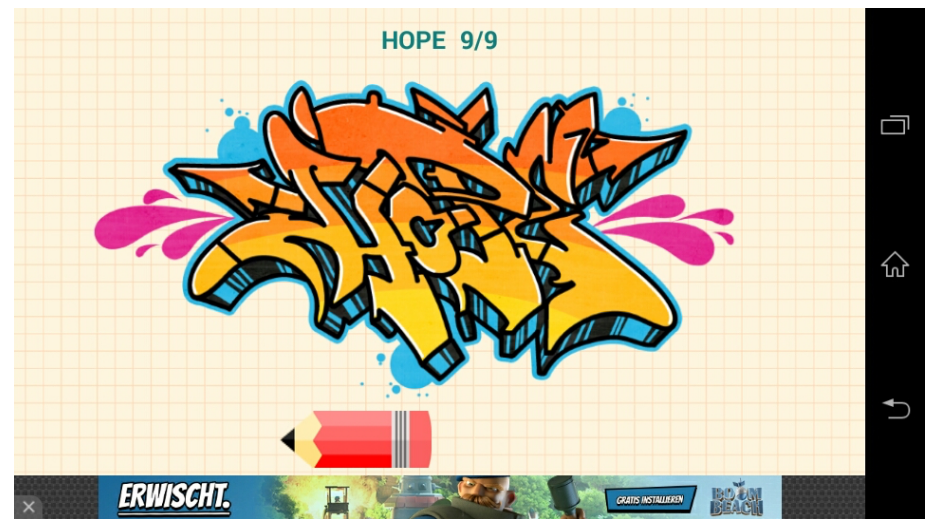 HOPE 9/9
HOPE
ERWISCHT.
GRATIS INSTALLIEREN
BOOM
BEACH